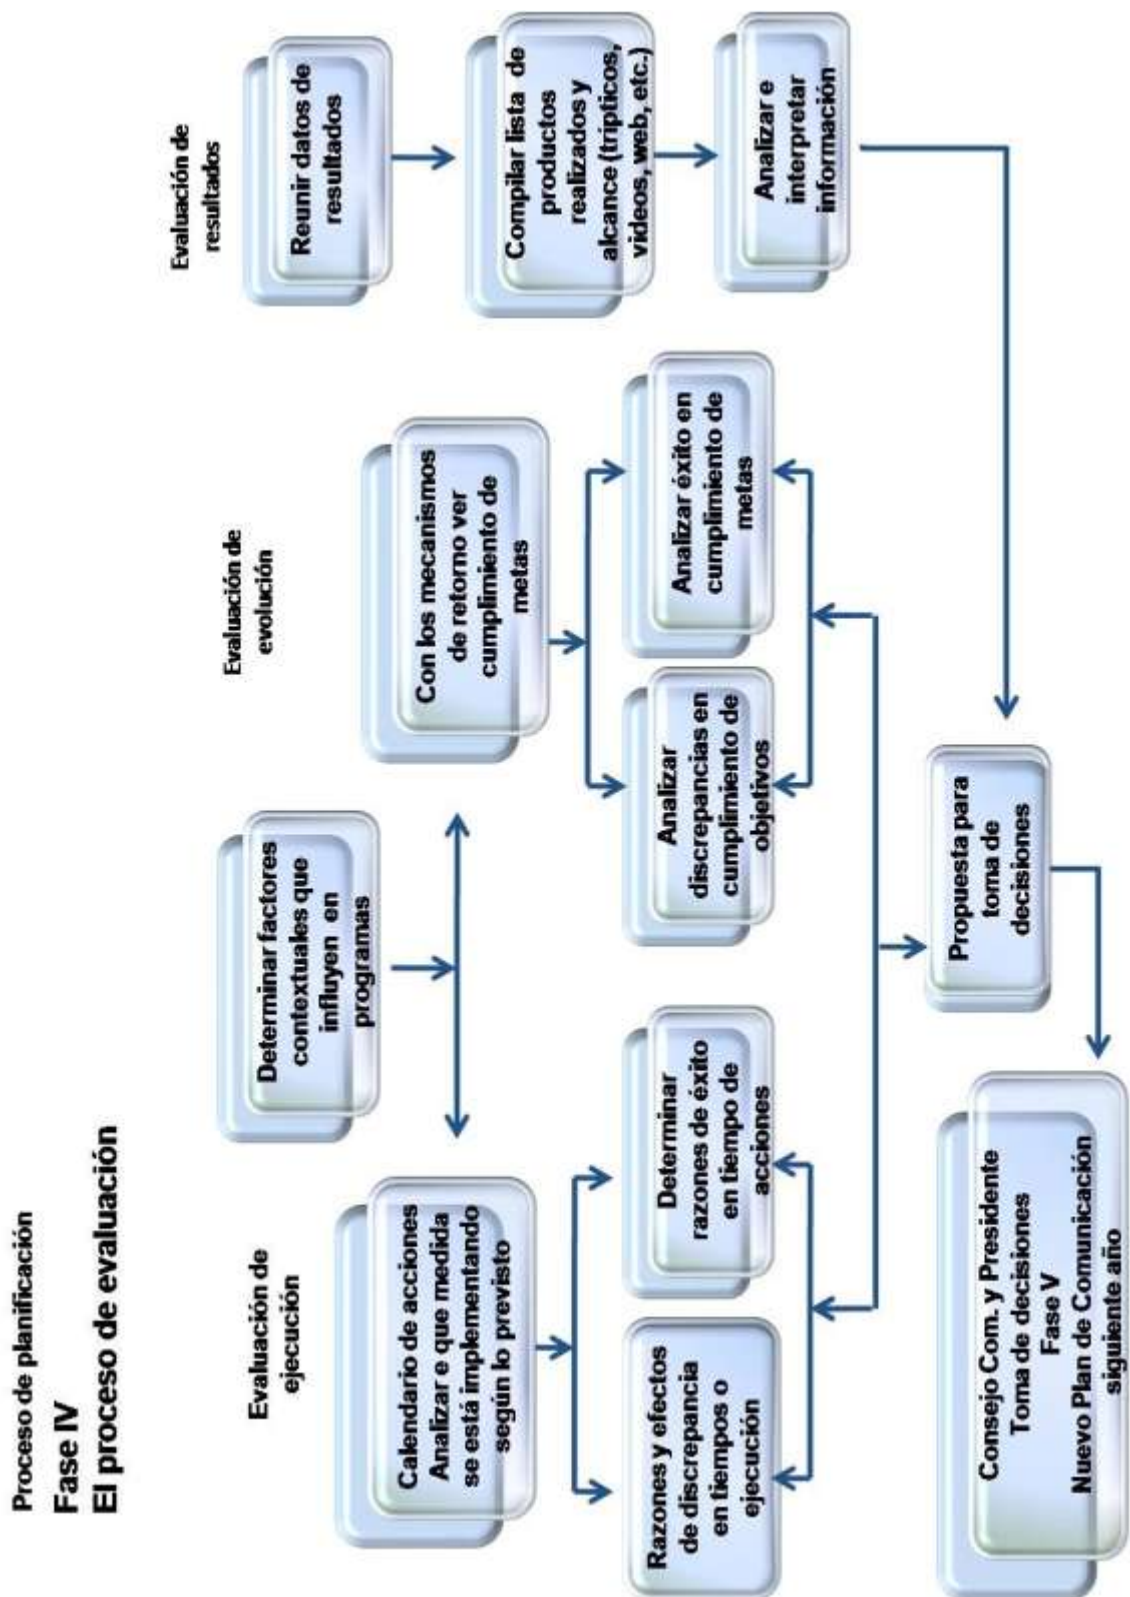 Proceso de planificación
Fase IV
El proceso de evaluación
Evaluación de
ejecución
Calendario de acciones
Analizar e que medida
se está implementando
según lo previsto
Razones y efectos
de discrepancia
en tiempos o
ejecución
Determinar
razones de éxito
en tiempo de
acciones
Determinar factores
contextuales que
influyen en
programas
Evaluación de
evolución
Con los mecanismos
de retorno ver
cumplimiento de
metas
Analizar
discrepancias en
cumplimiento de
objetivos
Analizar éxito en
cumplimiento de
metas
Evaluación de
resultados
Reunir datos de
resultados
Compilar lista de
productos
realizados y
alcance (trípticos,
videos, web, etc.)
Analizar e
interpretar
información
Propuesta para
toma de
decisiones
Consejo Com. y Presidente
Toma de decisiones
Fase V
Nuevo Plan de Comunicación
siguiente año